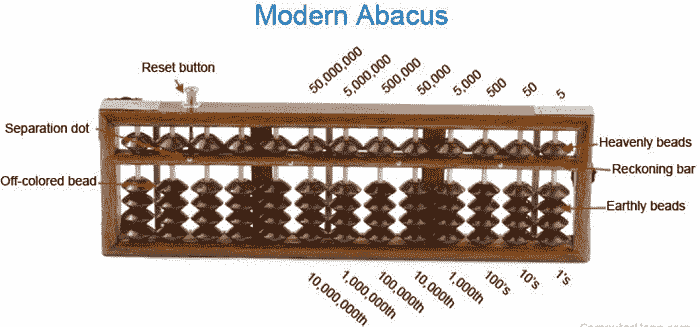 Modern Abacus
Reset button
50,000,000
5,000,000
500,000
50,000
5,000
500
50
5
Separation dot
Heavenly beads
Reckoning bar
Off-colored bead
Earthly beads
10,000,000th
1,000,000th
100,000th
10,000th
1,000th
100's
10's
1's